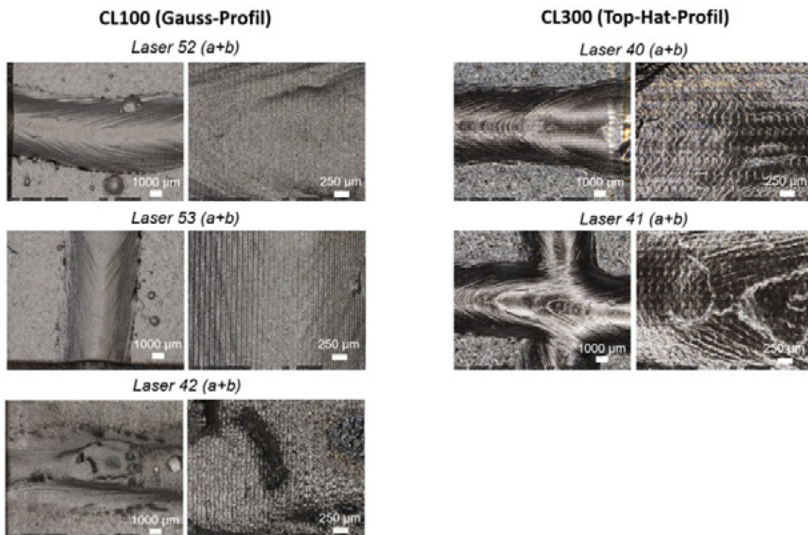 CL100 (Gauss-Profil)
Laser 52 (a+b)
1000 µm
250 µm
Laser 53 (a+b)
1000 µm
250 µm
Laser 42 (a+b)
1000 µm
250 µm
CL300 (Top-Hat-Profil)
Laser 40 (a+b)
1000 µm
250 µm
Laser 41 (a+b)
1000 µm
250 µm